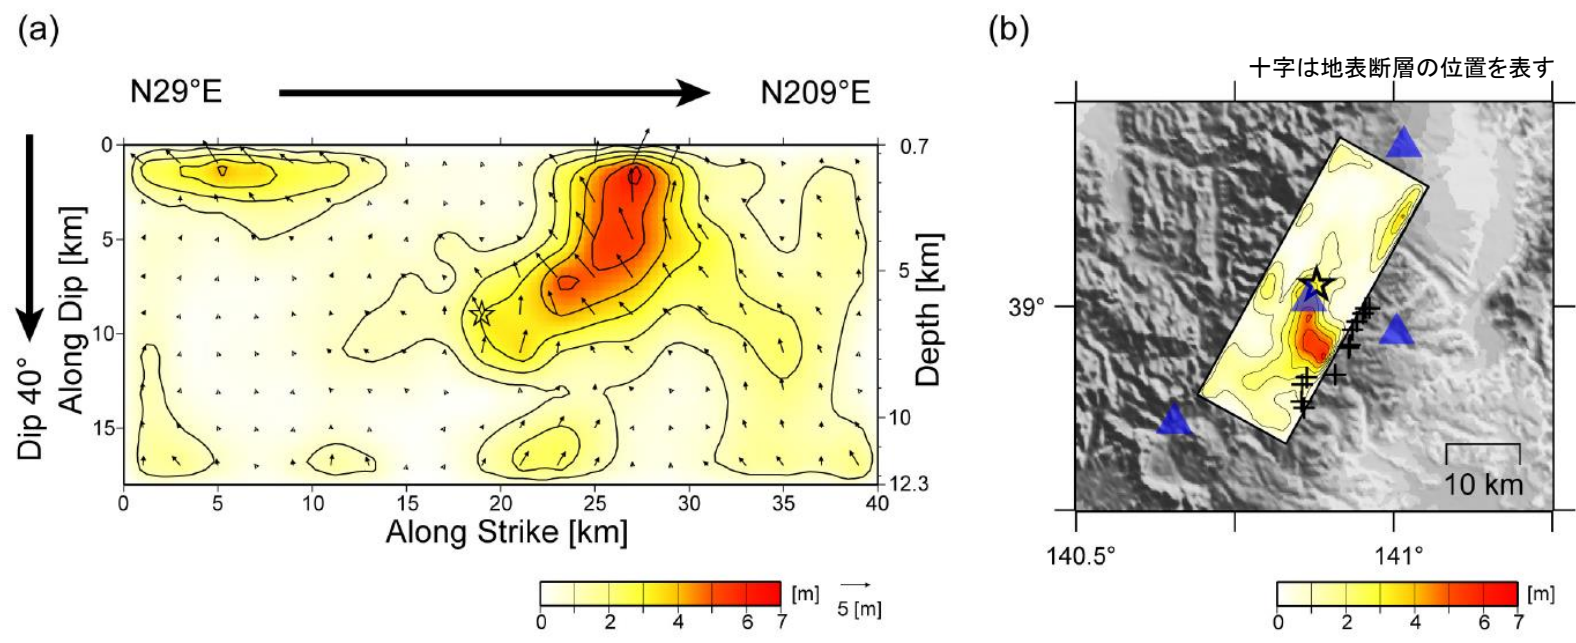 (a)
N29°E
N209°E
Dip 40°
Along Dip [km]
0
5
10
15
0.7
5
10
12.3
Depth [km]
0 5 10 15 20 25 30 35 40
Along Strike [km]
0 2 4 6 7 [m]
5 [m]
(b)
十字は地表断層の位置を表す
39°
10 km
140.5° 141°
0 2 4 6 7 [m]